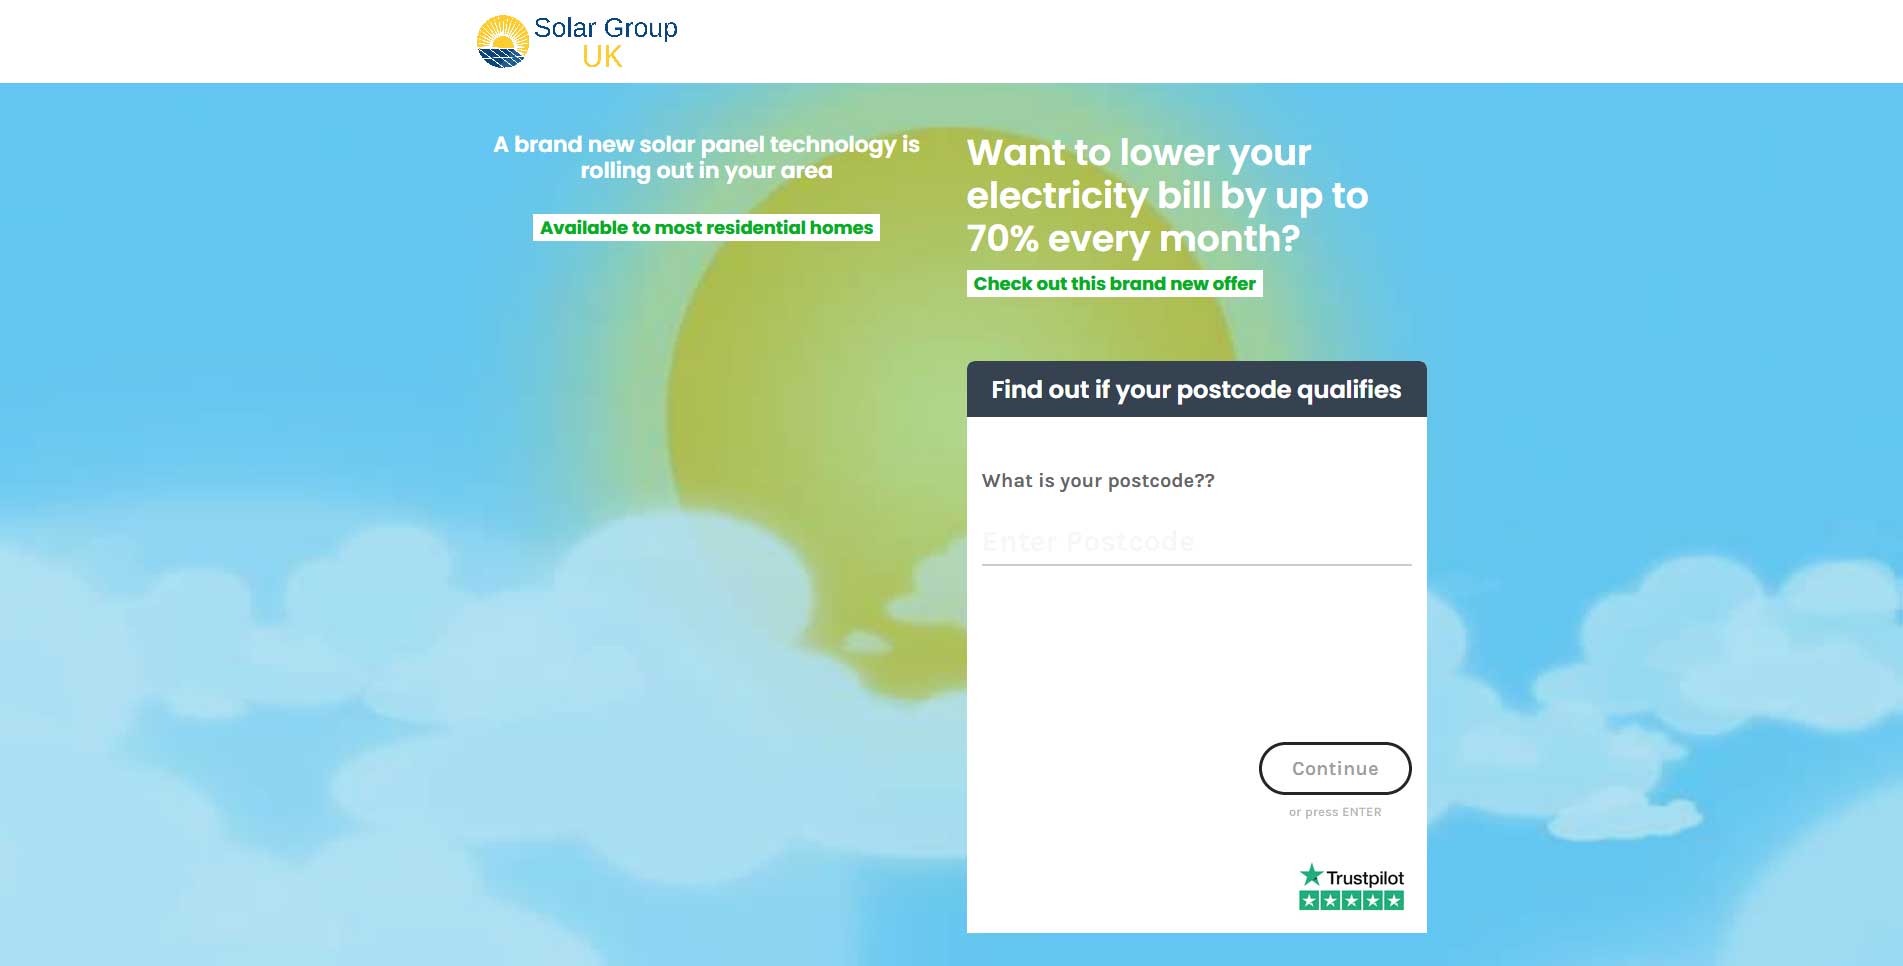 Solar Group
UK
A brand new solar panel technology is
rolling out in your area
Available to most residential homes
Want to lower your
electricity bill by up to
70% every month?
Check out this brand new offer
Find out if your postcode qualifies
What is your postcode??
Enter Postcode
Continue
or press ENTER
Trustpilot